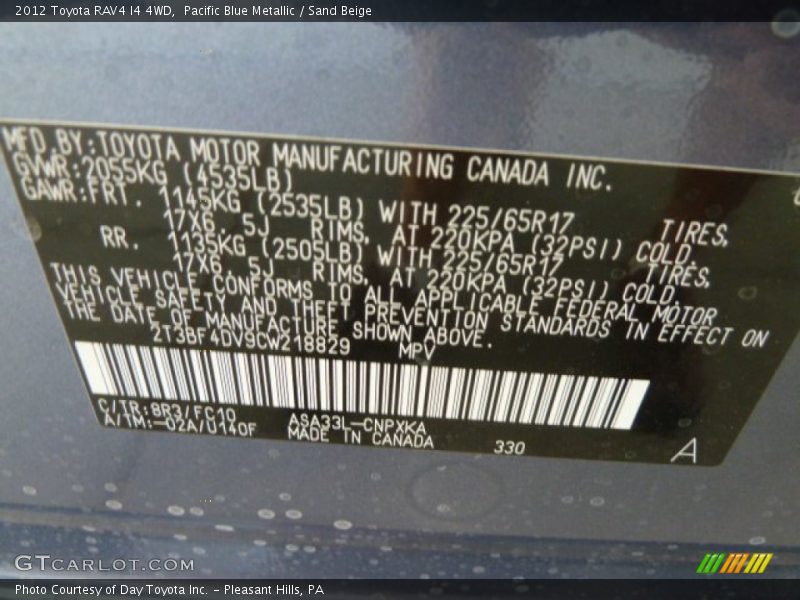 2012 Toyota RAV4 I4 4WD, Pacific Blue Metallic / Sand Beige
MFD.BY:TOYOTA MOTOR MANUFACTURING CANADA INC.
GVWR:2055KG (4535LB)
GAWR:FRT. 1145KG (2535LB) WITH 225/65R17 TIRES.
17X6.5J RIMS. AT 220KPA (32PSI) COLD.
RR. 1135KG (2505LB) WITH 225/65R17 TIRES.
17X6.5J RIMS. AT 220KPA (32PSI) COLD.
THIS VEHICLE CONFORMS TO ALL APPLICABLE FEDERAL MOTOR
VEHICLE SAFETY AND THEFT PREVENTION STANDARDS IN EFFECT ON
THE DATE OF MANUFACTURE SHOWN ABOVE.
2T3BF4DV9CW218829 MPV
C/TR:8R3/FC10 ASA33L-CNPXKA
A/TM:-02A/U140F MADE IN CANADA 330 A
GTCARLOT.COM
Photo Courtesy of Day Toyota Inc. - Pleasant Hills, PA